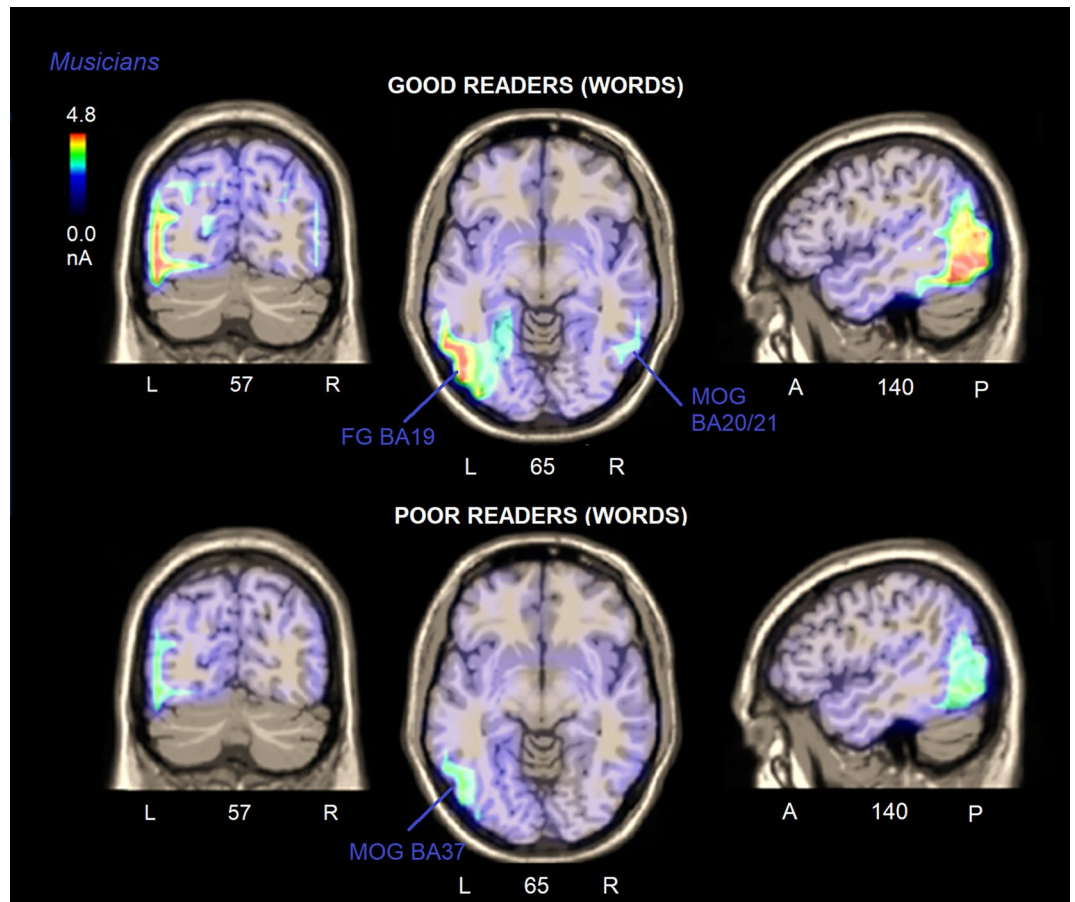 Musicians
GOOD READERS (WORDS)
4.8
0.0
nA
L 57 R
A 140 P
MOG
BA20/21
FG BA19
L 65 R
POOR READERS (WORDS)
L 57 R
A 140 P
MOG BA37
L 65 R